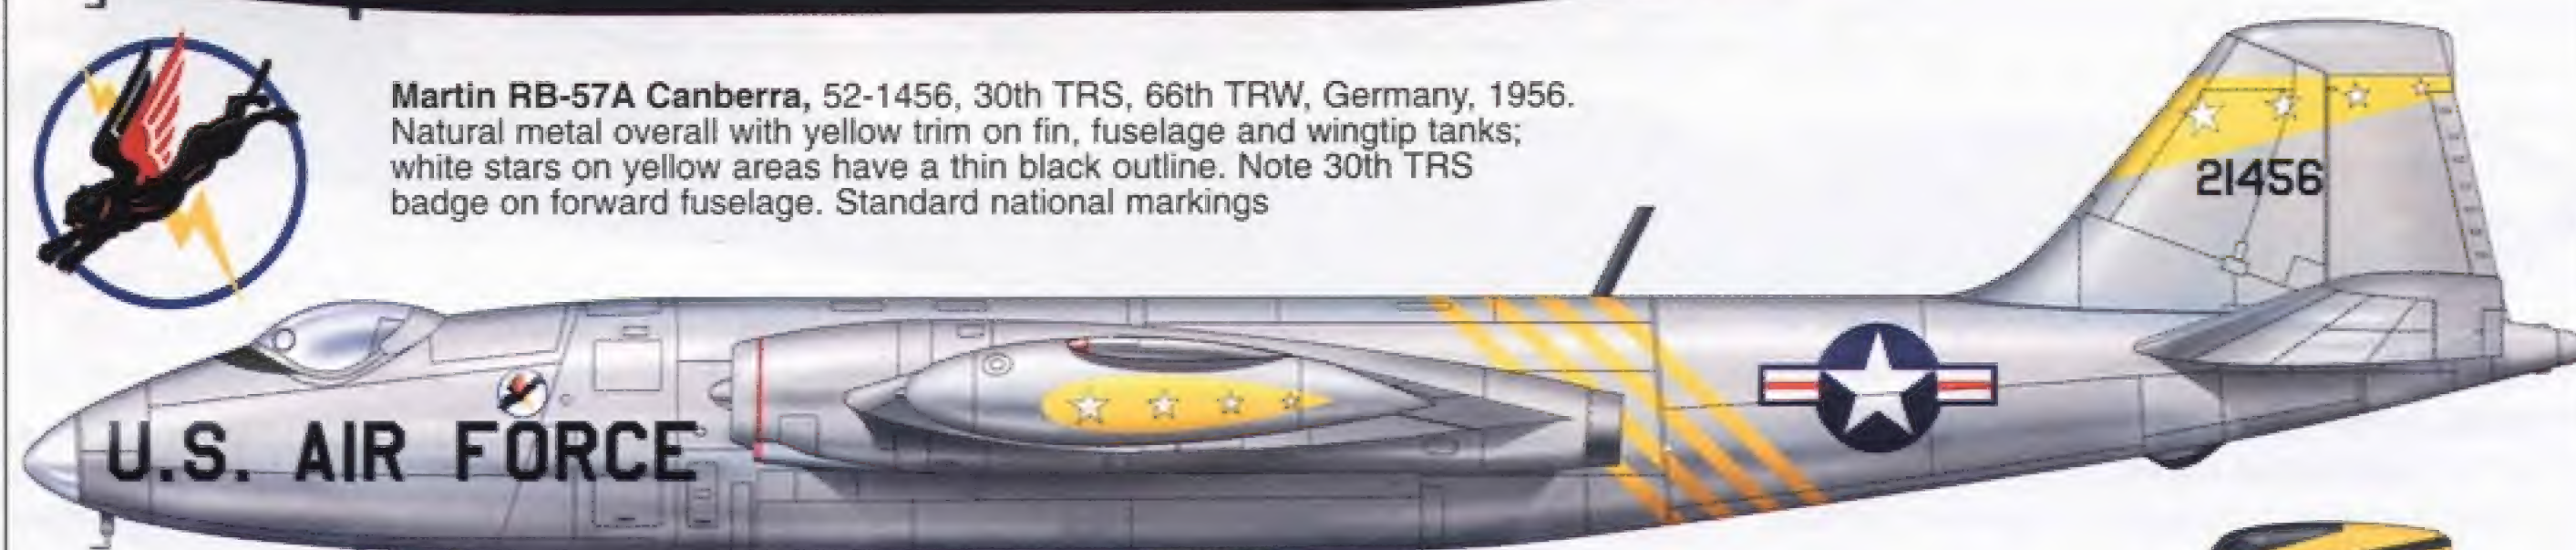 Martin RB-57A Canberra, 52-1456, 30th TRS, 66th TRW, Germany, 1956.
Natural metal overall with yellow trim on fin, fuselage and wingtip tanks;
white stars on yellow areas have a thin black outline. Note 30th TRS
badge on forward fuselage. Standard national markings
21456
U.S. AIR FORCE